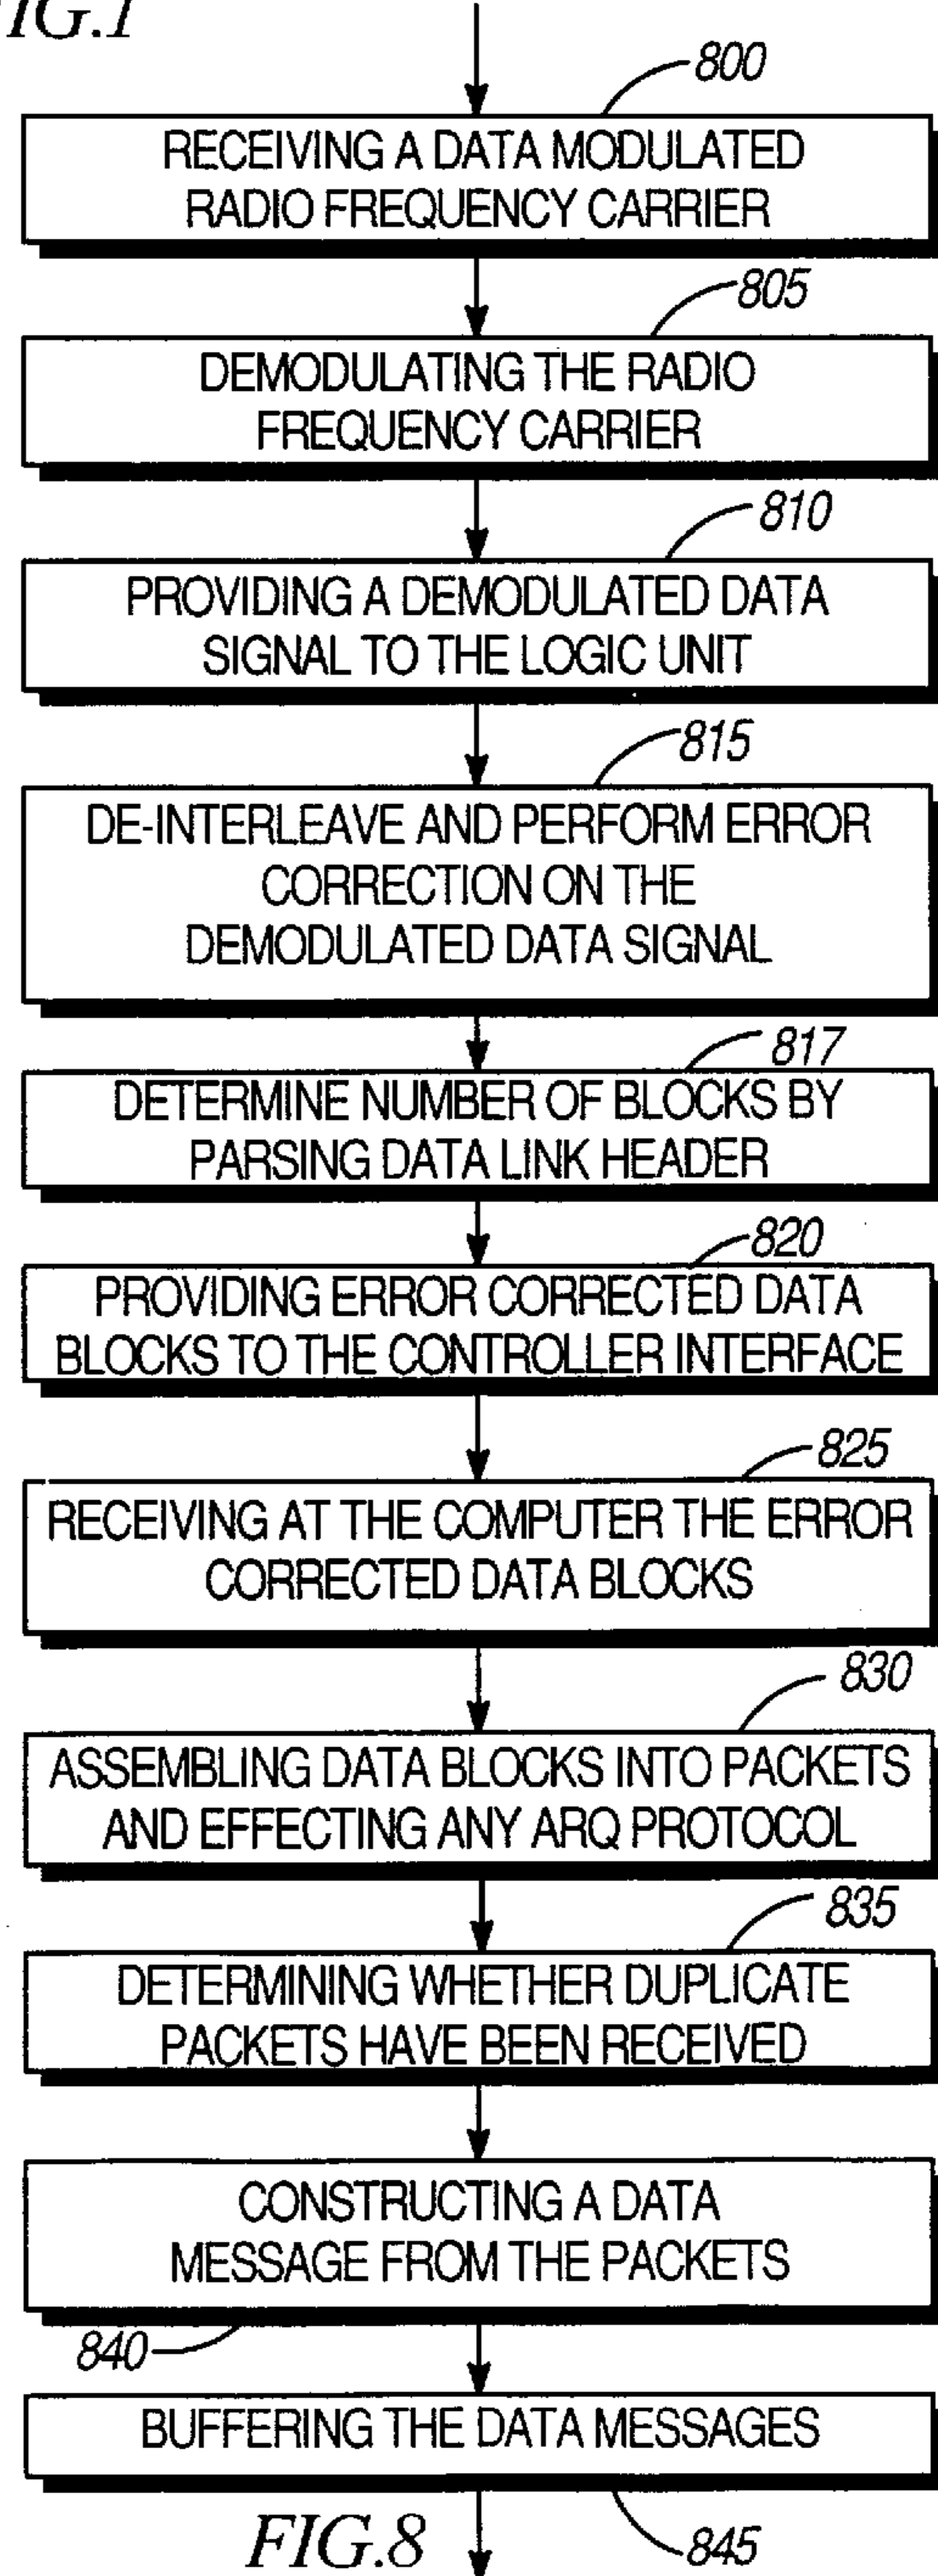 FIG.1
800
RECEIVING A DATA MODULATED
RADIO FREQUENCY CARRIER
805
DEMODULATING THE RADIO
FREQUENCY CARRIER
810
PROVIDING A DEMODULATED DATA
SIGNAL TO THE LOGIC UNIT
815
DE-INTERLEAVE AND PERFORM ERROR
CORRECTION ON THE
DEMODULATED DATA SIGNAL
817
DETERMINE NUMBER OF BLOCKS BY
PARSING DATA LINK HEADER
820
PROVIDING ERROR CORRECTED DATA
BLOCKS TO THE CONTROLLER INTERFACE
825
RECEIVING AT THE COMPUTER THE ERROR
CORRECTED DATA BLOCKS
830
ASSEMBLING DATA BLOCKS INTO PACKETS
AND EFFECTING ANY ARQ PROTOCOL
835
DETERMINING WHETHER DUPLICATE
PACKETS HAVE BEEN RECEIVED
CONSTRUCTING A DATA
MESSAGE FROM THE PACKETS
840
BUFFERING THE DATA MESSAGES
FIG.8
845